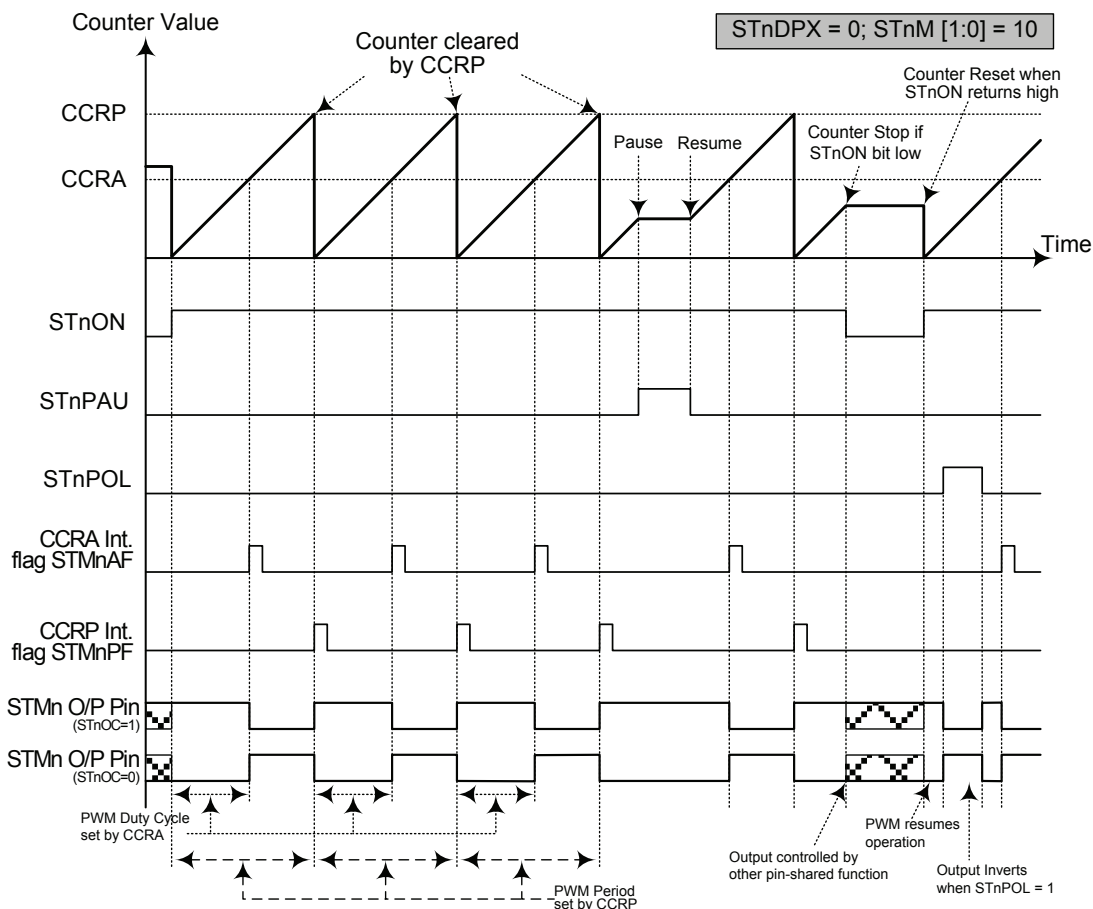 Counter Value
STnDPX = 0; STnM [1:0] = 10
Counter cleared
by CCRP
Counter Reset when
STnON returns high
CCRP
Pause
Resume
Counter Stop if
STnON bit low
CCRA
Time
STnON
STnPAU
STnPOL
CCRA Int.
flag STMnAF
CCRP Int.
flag STMnPF
STMn O/P Pin
(STnOC=1)
STMn O/P Pin
(STnOC=0)
PWM Duty Cycle
set by CCRA
PWM resumes
operation
Output controlled by
other pin-shared function
Output Inverts
when STnPOL = 1
PWM Period
set by CCRP